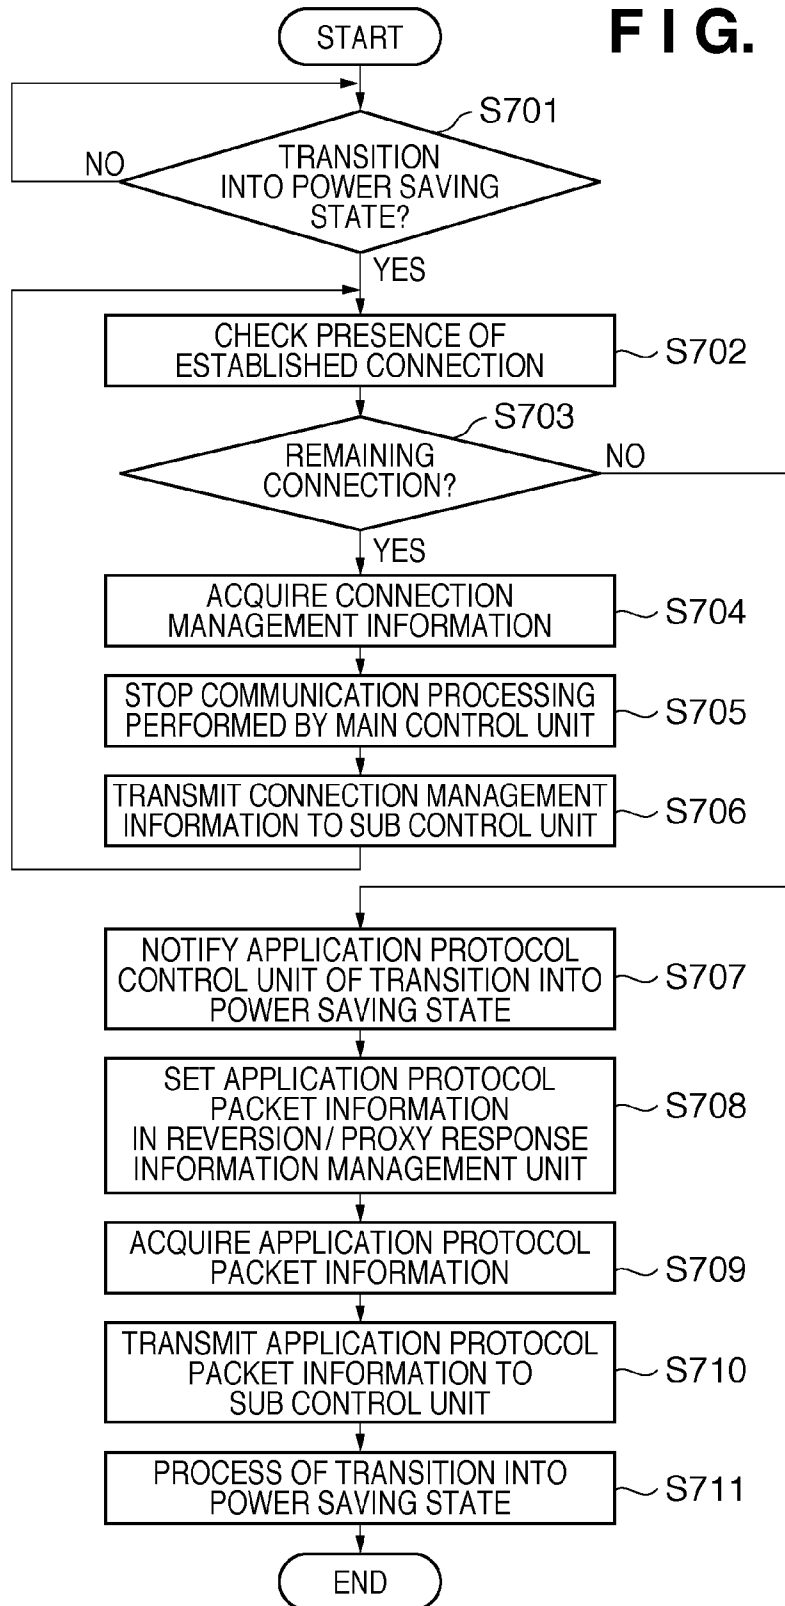 FIG.
START
S701
NO
TRANSITION
INTO POWER SAVING
STATE?
YES
CHECK PRESENCE OF
ESTABLISHED CONNECTION
S702
S703
REMAINING
CONNECTION?
NO
YES
ACQUIRE CONNECTION
MANAGEMENT INFORMATION
S704
STOP COMMUNICATION PROCESSING
PERFORMED BY MAIN CONTROL UNIT
S705
TRANSMIT CONNECTION MANAGEMENT
INFORMATION TO SUB CONTROL UNIT
S706
NOTIFY APPLICATION PROTOCOL
CONTROL UNIT OF TRANSITION INTO
POWER SAVING STATE
S707
SET APPLICATION PROTOCOL
PACKET INFORMATION
IN REVERSION/ PROXY RESPONSE
INFORMATION MANAGEMENT UNIT
S708
ACQUIRE APPLICATION PROTOCOL
PACKET INFORMATION
S709
TRANSMIT APPLICATION PROTOCOL
PACKET INFORMATION TO
SUB CONTROL UNIT
S710
PROCESS OF TRANSITION INTO
POWER SAVING STATE
S711
END